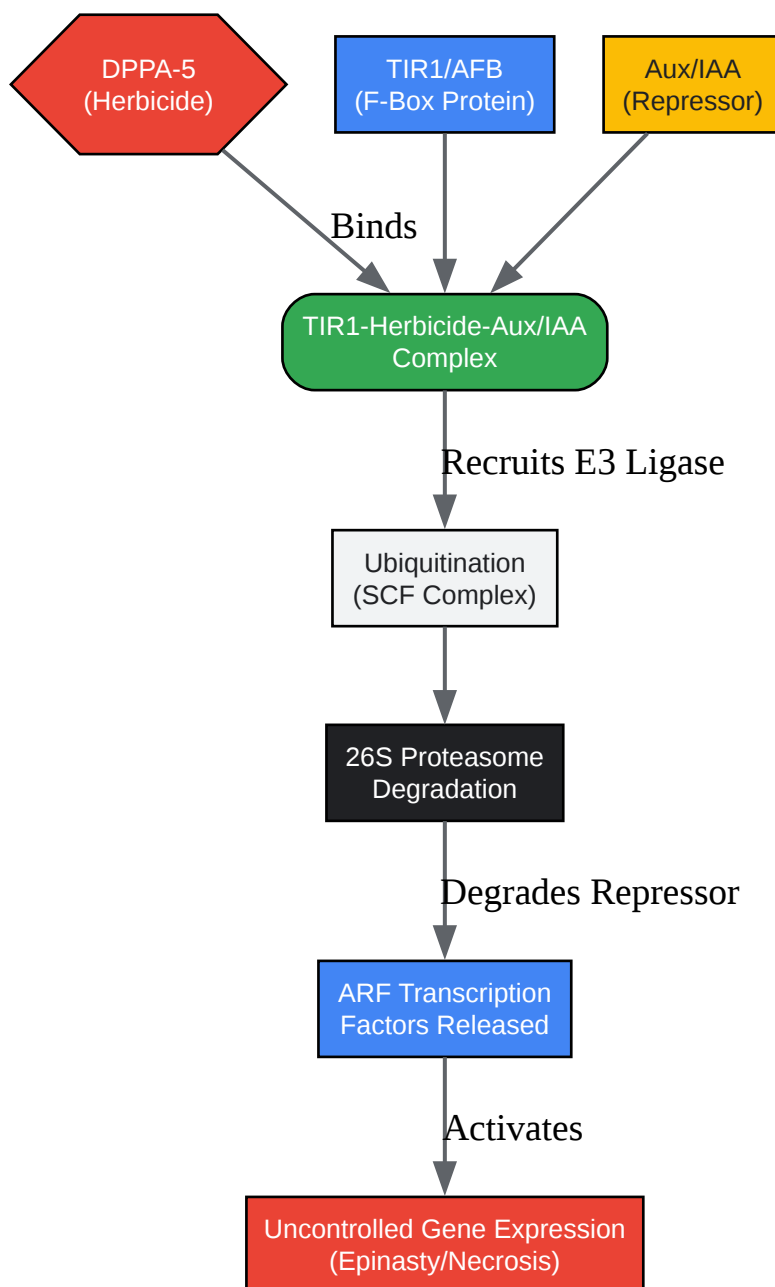 DPPA-5
(Herbicide)
TIR1/AFB
(F-Box Protein)
Aux/IAA
(Repressor)
Binds
TIR1-Herbicide-Aux/IAA
Complex
Recruits E3 Ligase
Ubiquitination
(SCF Complex)
26S Proteasome
Degradation
Degrades Repressor
ARF Transcription
Factors Released
Activates
Uncontrolled Gene Expression
(Epinasty/Necrosis)